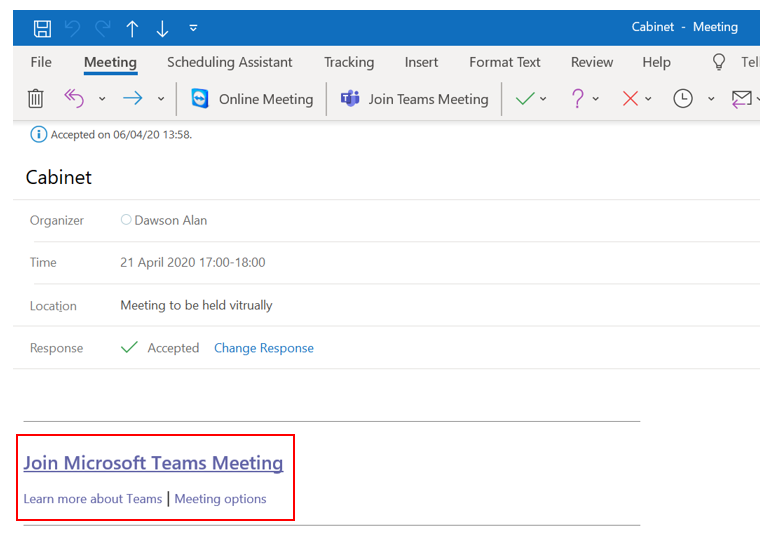 Cabinet - Meeting
File Meeting Scheduling Assistant Tracking Insert Format Text Review Help Tel
Online Meeting Join Teams Meeting
Accepted on 06/04/20 13:58.
Cabinet
Organizer Dawson Alan
Time 21 April 2020 17:00-18:00
Location Meeting to be held vitrually
Response Accepted Change Response
Join Microsoft Teams Meeting
Learn more about Teams | Meeting options